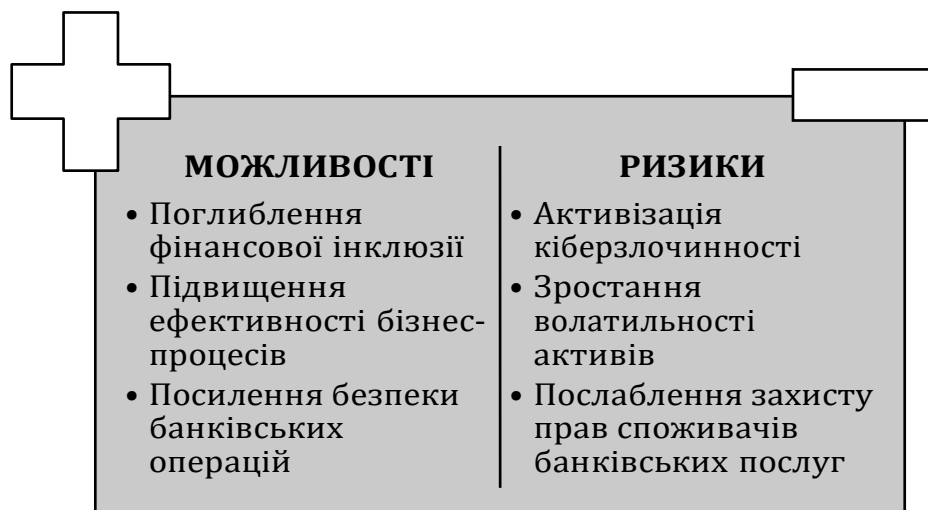 МОЖЛИВОСТІ
• Поглиблення
фінансової інклюзії
• Підвищення
ефективності бізнес-
процесів
• Посилення безпеки
банківських
операцій
РИЗИКИ
• Активізація
кіберзлочинності
• Зростання
волатильності
активів
• Послаблення захисту
прав споживачів
банківських послуг